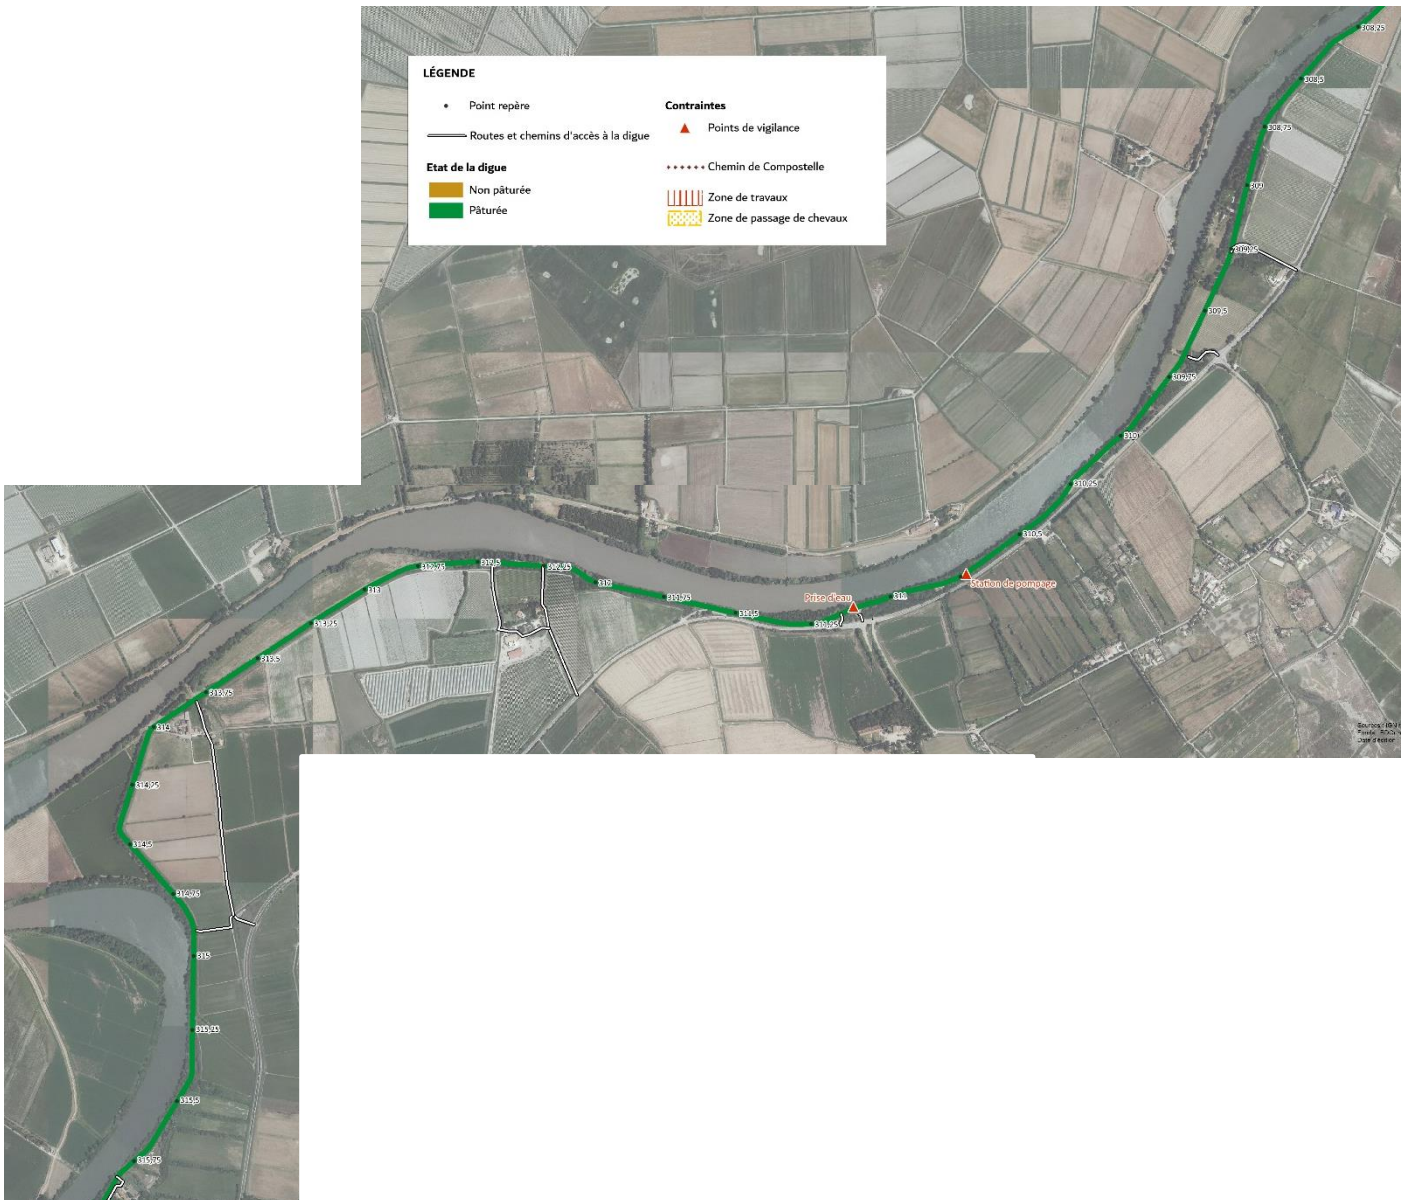 LÉGENDE
Point repère
Routes et chemins d'accès à la digue
Etat de la digue
Non pâturée
Pâturée
Contraintes
Points de vigilance
Chemin de Compostelle
Zone de travaux
Zone de passage de chevaux
308,25
308,5
308,75
309
309,25
309,5
309,75
310
310,25
310,5
Station de pompage
Prise d'eau
311
311,25
311,5
311,75
312
312,25
312,5
312,75
313
313,25
313,5
313,75
314
314,25
314,5
314,75
315
315,25
315,5
315,75